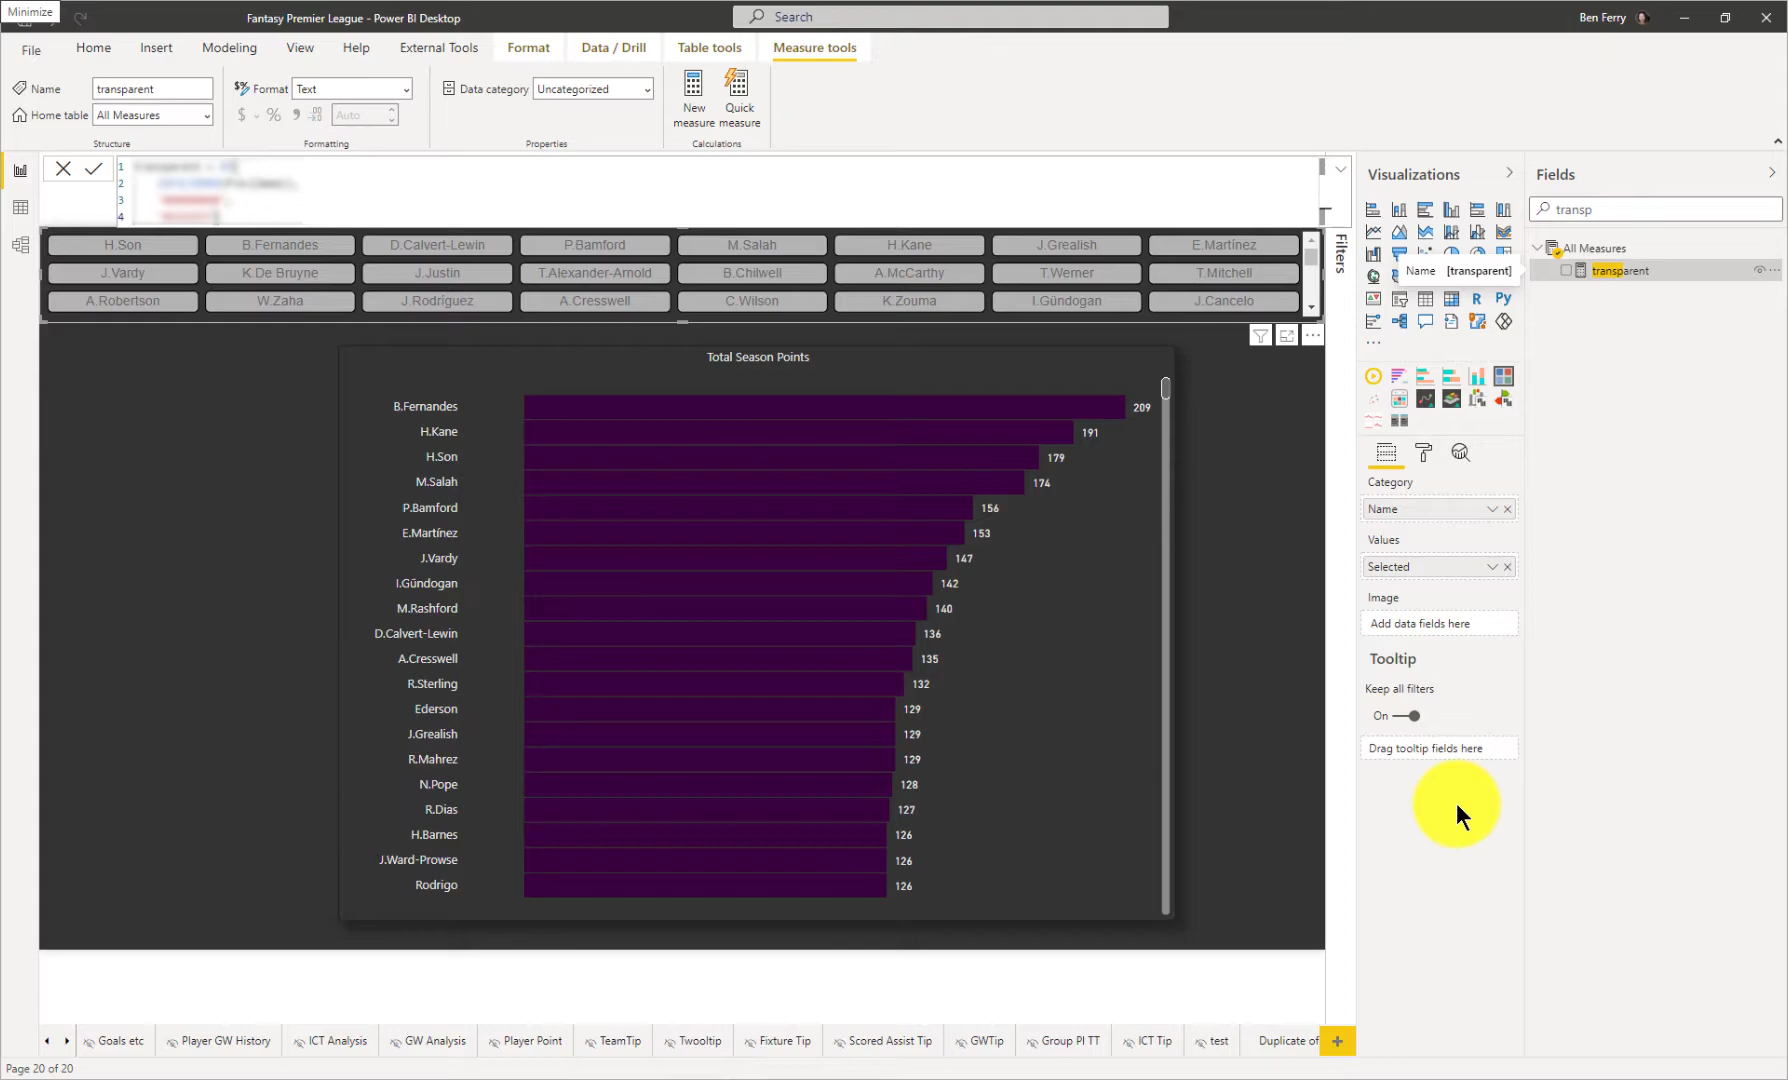 Minimize
Fantasy Premier League - Power BI Desktop
Search
Ben Ferry
File
Home
Insert
Modeling
View
Help
External Tools
Format
Data / Drill
Table tools
Measure tools
Name
transparent
Format
Text
Data category
Uncategorized
Home table
All Measures
$
%
Auto
New
measure
Quick
measure
Structure
Formatting
Properties
Calculations
1
2
3
4
H.Son
B.Fernandes
D.Calvert-Lewin
P.Bamford
M.Salah
H.Kane
J.Grealish
E.Martínez
J.Vardy
K.De Bruyne
J.Justin
T.Alexander-Arnold
B.Chilwell
A.McCarthy
T.Werner
T.Mitchell
A.Robertson
W.Zaha
J.Rodríguez
A.Cresswell
C.Wilson
K.Zouma
I.Gündogan
J.Cancelo
Total Season Points
B.Fernandes 209
H.Kane 191
H.Son 179
M.Salah 174
P.Bamford 156
E.Martínez 153
J.Vardy 147
I.Gündogan 142
M.Rashford 140
D.Calvert-Lewin 136
A.Cresswell 135
R.Sterling 132
Ederson 129
J.Grealish 129
R.Mahrez 129
N.Pope 128
R.Dias 127
H.Barnes 126
J.Ward-Prowse 126
Rodrigo 126
Filters
Visualizations
R
Py
Category
Name
Values
Selected
Image
Add data fields here
Tooltip
Keep all filters
On
Drag tooltip fields here
Fields
transp
All Measures
transparent
Name [transparent]
Goals etc
Player GW History
ICT Analysis
GW Analysis
Player Point
TeamTip
Twooltip
Fixture Tip
Scored Assist Tip
GWTip
Group PI TT
ICT Tip
test
Duplicate of
Page 20 of 20